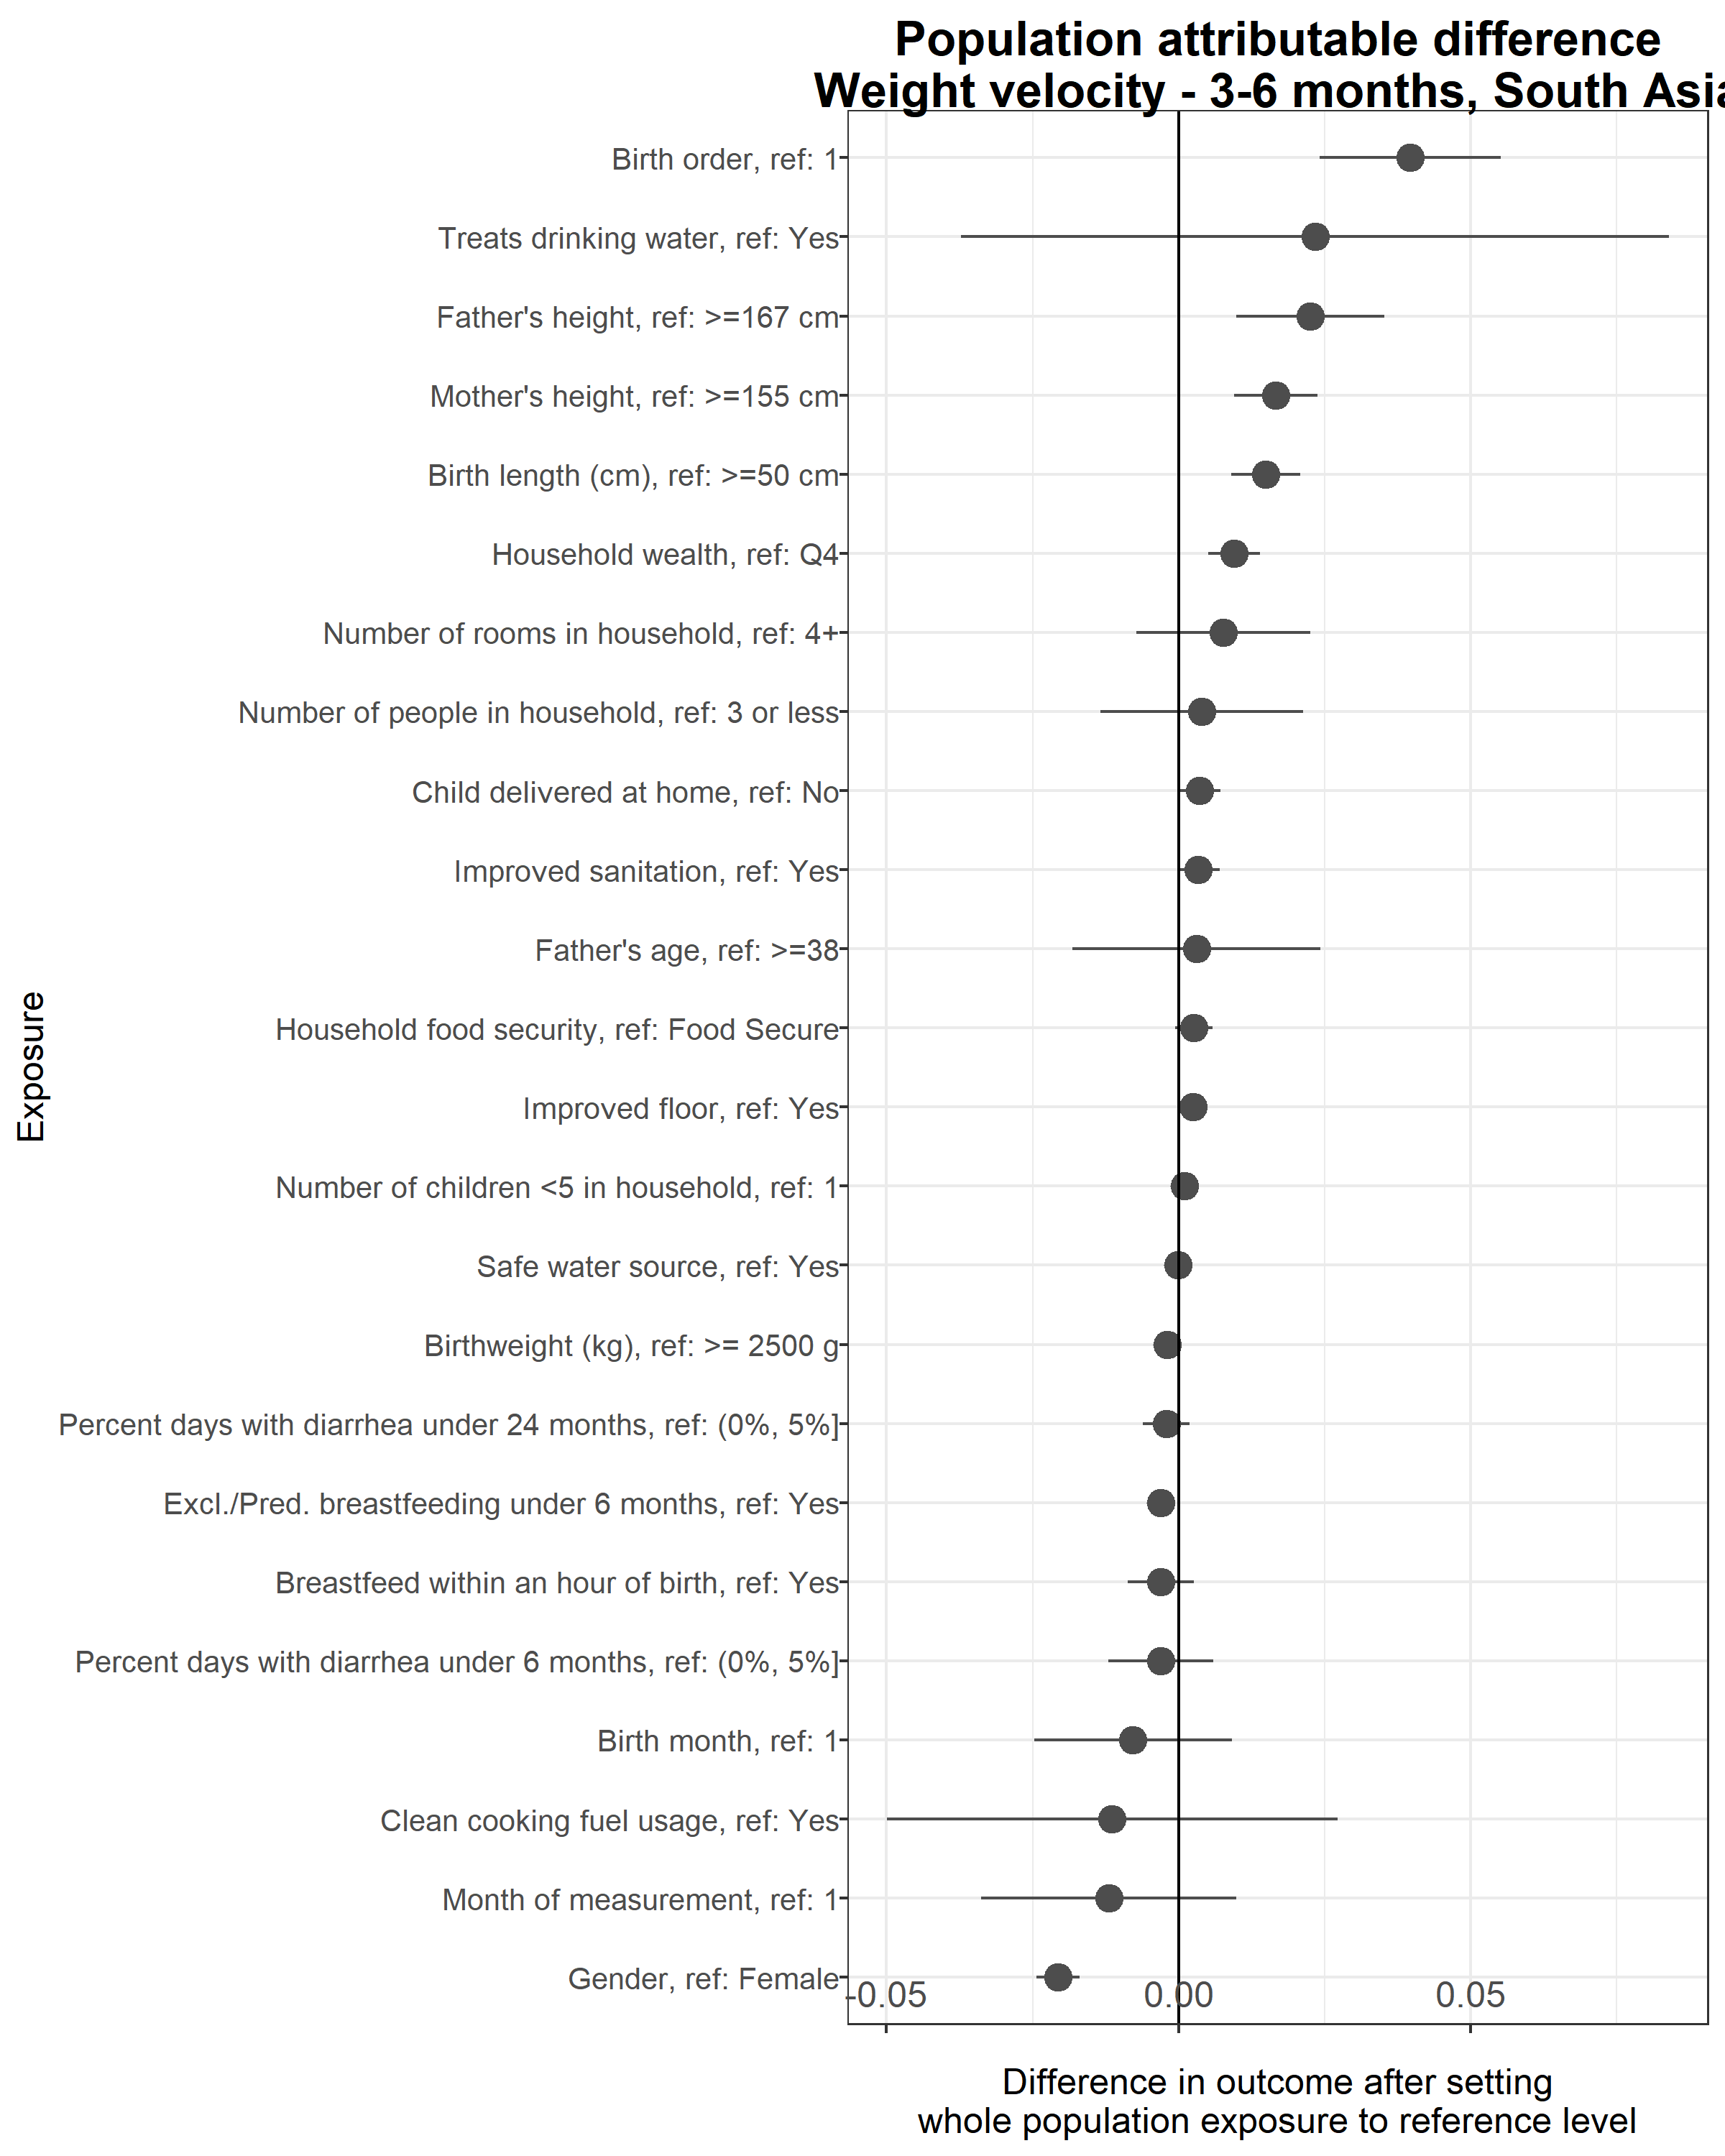 Population attributable difference
Weight velocity - 3-6 months, South Asia
Birth order, ref: 1
Treats drinking water, ref: Yes
Father's height, ref: >=167 cm
Mother's height, ref: >=155 cm
Birth length (cm), ref: >=50 cm
Household wealth, ref: Q4
Number of rooms in household, ref: 4+
Number of people in household, ref: 3 or less
Child delivered at home, ref: No
Improved sanitation, ref: Yes
Father's age, ref: >=38
Household food security, ref: Food Secure
Improved floor, ref: Yes
Number of children <5 in household, ref: 1
Safe water source, ref: Yes
Birthweight (kg), ref: >= 2500 g
Percent days with diarrhea under 24 months, ref: (0%, 5%]
Excl./Pred. breastfeeding under 6 months, ref: Yes
Breastfeed within an hour of birth, ref: Yes
Percent days with diarrhea under 6 months, ref: (0%, 5%]
Birth month, ref: 1
Clean cooking fuel usage, ref: Yes
Month of measurement, ref: 1
Gender, ref: Female
Exposure
-0.05 0.00 0.05
Difference in outcome after setting
whole population exposure to reference level